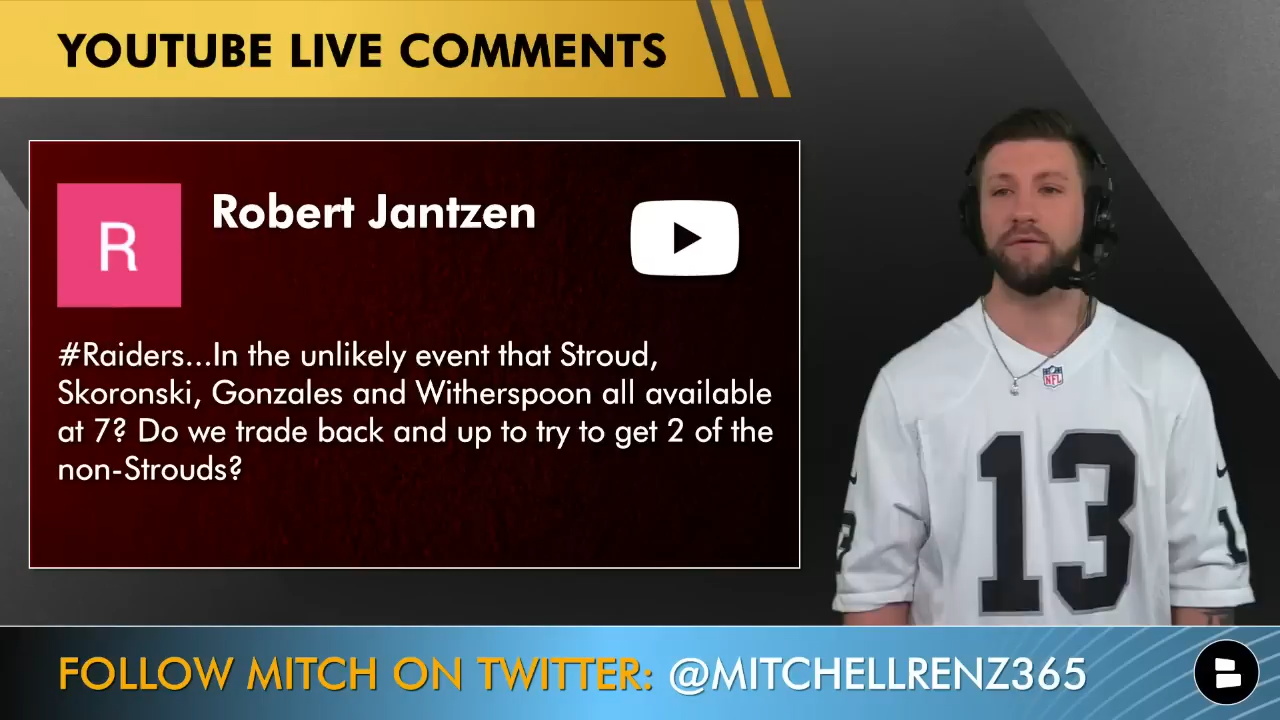 YOUTUBE LIVE COMMENTS
R
Robert Jantzen
#Raiders...In the unlikely event that Stroud,
Skoronski, Gonzales and Witherspoon all available
at 7? Do we trade back and up to try to get 2 of the
non-Strouds?
NFL
13
FOLLOW MITCH ON TWITTER: @MITCHELLRENZ365